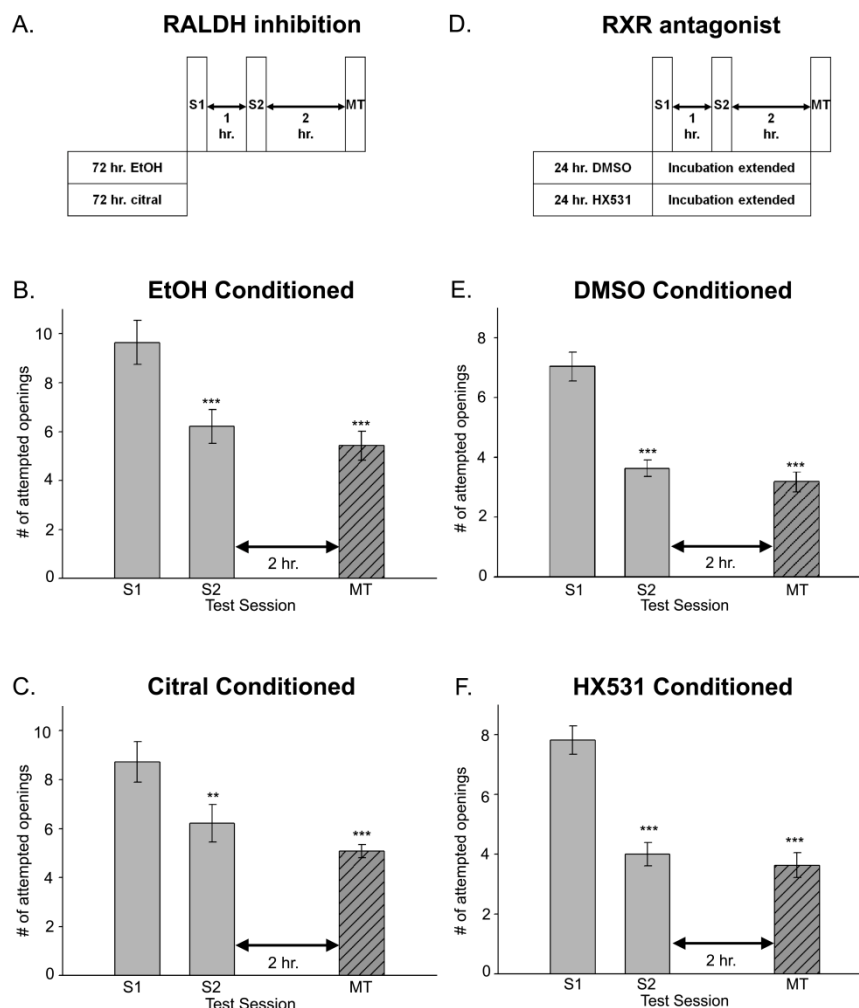 A.
RALDH inhibition
S1
S2
MT
1
hr.
2
hr.
72 hr. EtOH
72 hr. citral
D.
RXR antagonist
S1
S2
MT
1
hr.
2
hr.
24 hr. DMSO
Incubation extended
24 hr. HX531
Incubation extended
B.
EtOH Conditioned
# of attempted openings
10
8
6
4
2
0
***
***
2 hr.
S1
S2
MT
Test Session
E.
DMSO Conditioned
# of attempted openings
8
6
4
2
0
***
***
2 hr.
S1
S2
MT
Test Session
C.
Citral Conditioned
# of attempted openings
10
8
6
4
2
0
**
***
2 hr.
S1
S2
MT
Test Session
F.
HX531 Conditioned
# of attempted openings
8
6
4
2
0
***
***
2 hr.
S1
S2
MT
Test Session